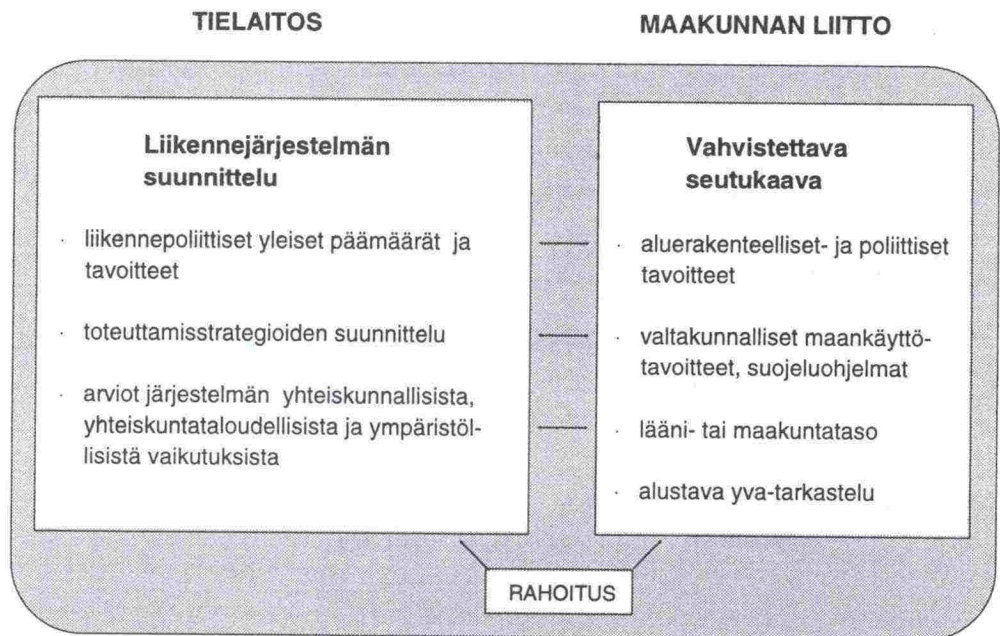 TIELAITOS
MAAKUNNAN LIITTO
Liikennejärjestelmän
suunnittelu
· liikennepoliittiset yleiset päämäärät ja
tavoitteet
· toteuttamisstrategioiden suunnittelu
· arviot järjestelmän yhteiskunnallisista,
yhteiskuntataloudellisista ja ympäristöl-
lisistä vaikutuksista
Vahvistettava
seutukaava
· aluerakenteelliset- ja poliittiset
tavoitteet
· valtakunnalliset maankäyttö-
tavoitteet, suojeluohjelmat
· lääni- tai maakuntataso
· alustava yva-tarkastelu
RAHOITUS